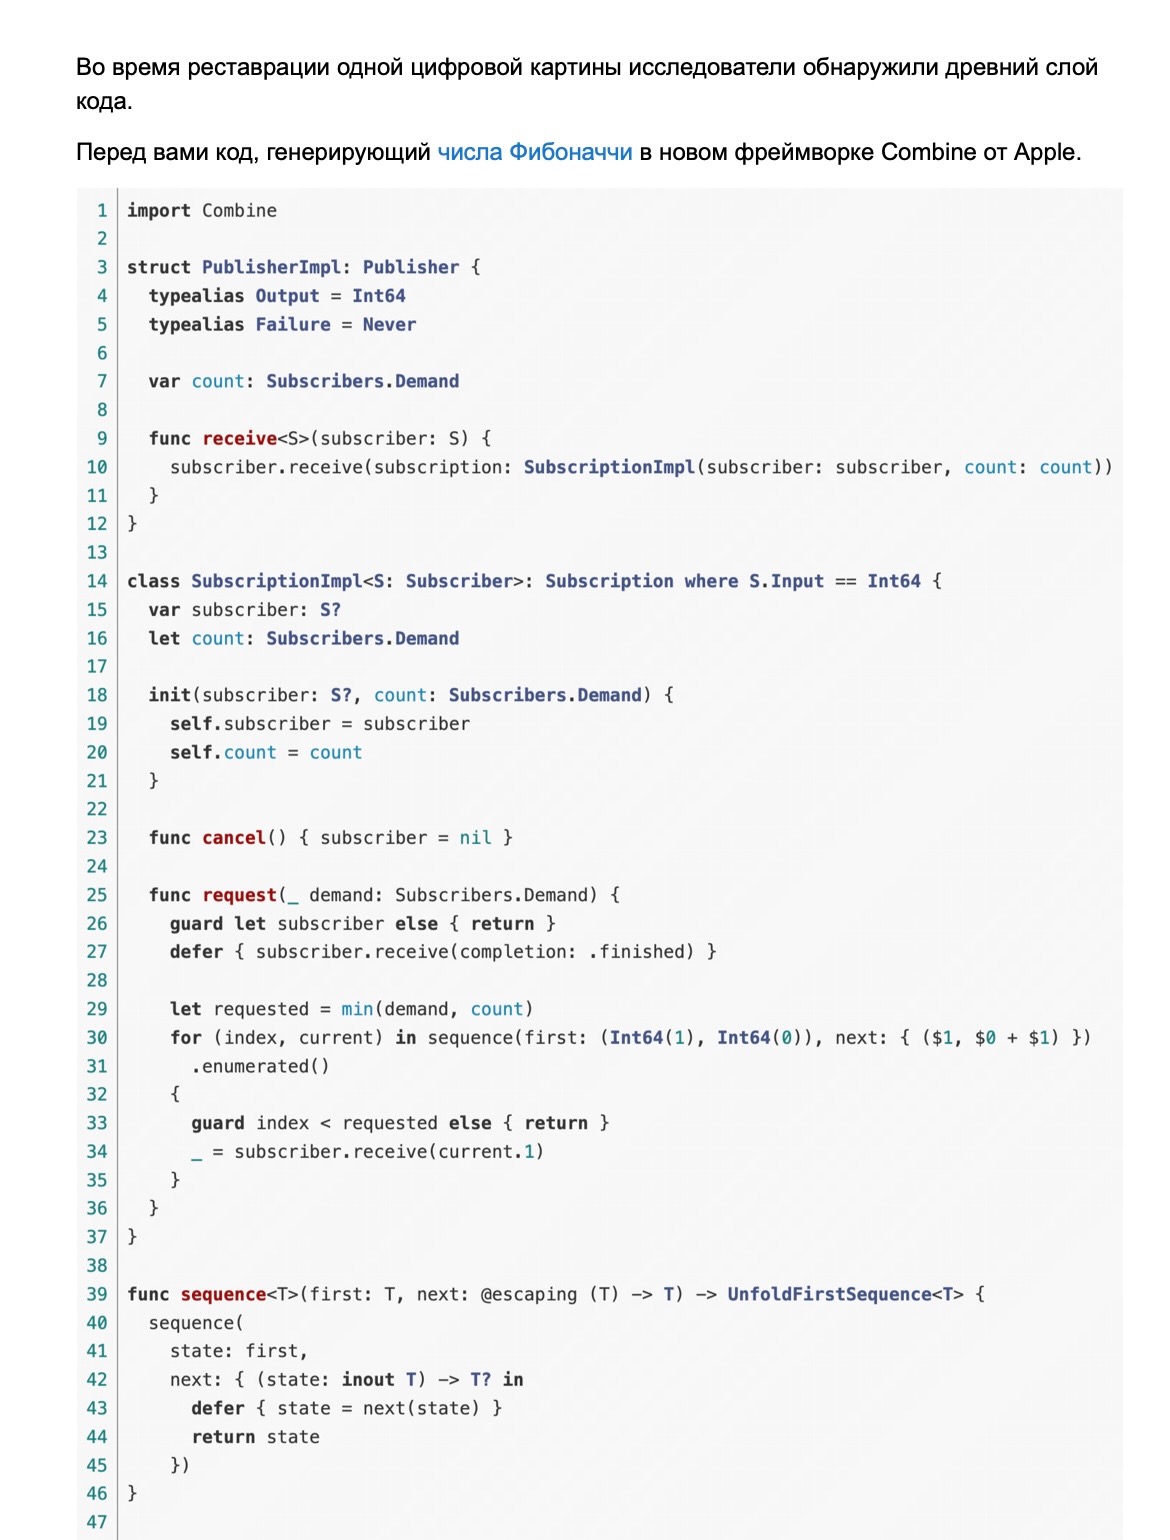 Во время реставрации одной цифровой картины исследователи обнаружили древний слой
кода.
Перед вами код, генерирующий числа Фибоначчи в новом фреймворке Combine от Apple.
1 import Combine
2
3 struct PublisherImpl: Publisher {
4   typealias Output = Int64
5   typealias Failure = Never
6
7   var count: Subscribers.Demand
8
9   func receive<S>(subscriber: S) {
10     subscriber.receive(subscription: SubscriptionImpl(subscriber: subscriber, count: count))
11   }
12 }
13
14 class SubscriptionImpl<S: Subscriber>: Subscription where S.Input == Int64 {
15   var subscriber: S?
16   let count: Subscribers.Demand
17
18   init(subscriber: S?, count: Subscribers.Demand) {
19     self.subscriber = subscriber
20     self.count = count
21   }
22
23   func cancel() { subscriber = nil }
24
25   func request(_ demand: Subscribers.Demand) {
26     guard let subscriber else { return }
27     defer { subscriber.receive(completion: .finished) }
28
29     let requested = min(demand, count)
30     for (index, current) in sequence(first: (Int64(1), Int64(0)), next: { ($1, $0 + $1) })
31       .enumerated()
32     {
33       guard index < requested else { return }
34       _ = subscriber.receive(current.1)
35     }
36   }
37 }
38
39 func sequence<T>(first: T, next: @escaping (T) -> T) -> UnfoldFirstSequence<T> {
40   sequence(
41     state: first,
42     next: { (state: inout T) -> T? in
43       defer { state = next(state) }
44       return state
45     })
46 }
47